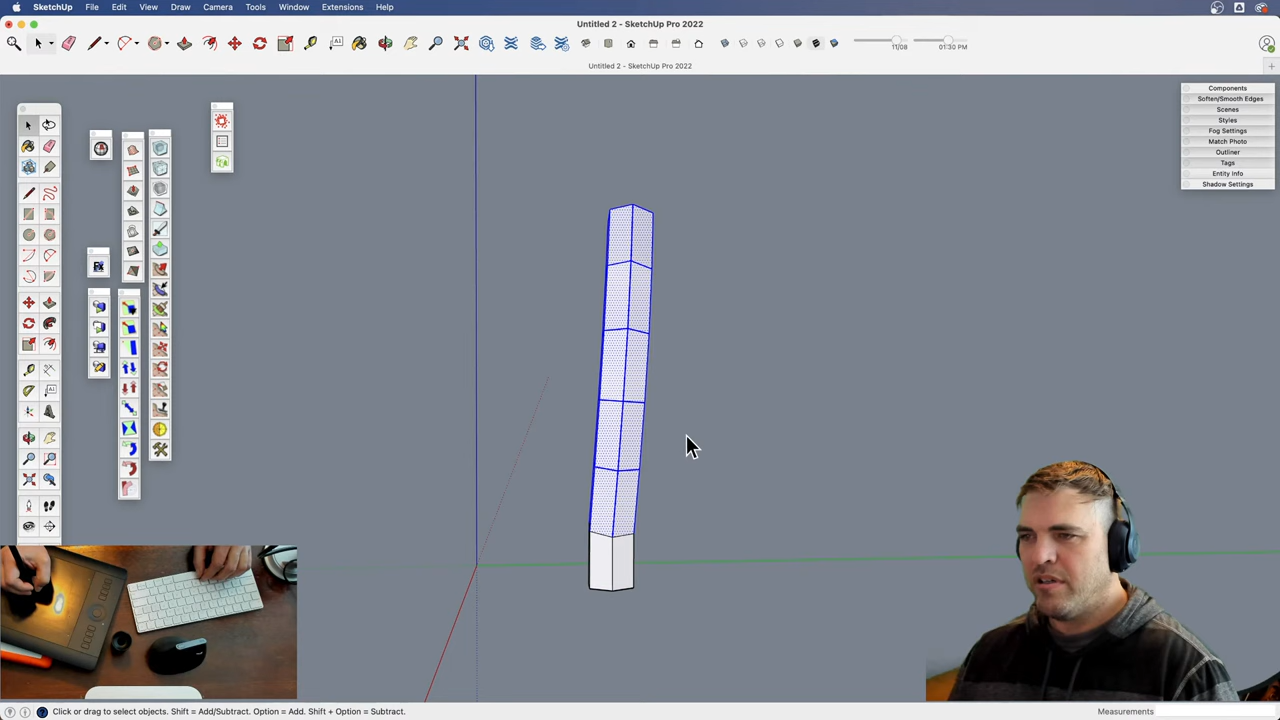 SketchUp File Edit View Draw Camera Tools Window Extensions Help
Untitled 2 - SketchUp Pro 2022
11/08
01:30 PM
Untitled 2 - SketchUp Pro 2022
Components
Soften/Smooth Edges
Scenes
Styles
Fog Settings
Match Photo
Outliner
Tags
Entity Info
Shadow Settings
Click or drag to select objects. Shift = Add/Subtract. Option = Add. Shift + Option = Subtract.
Measurements